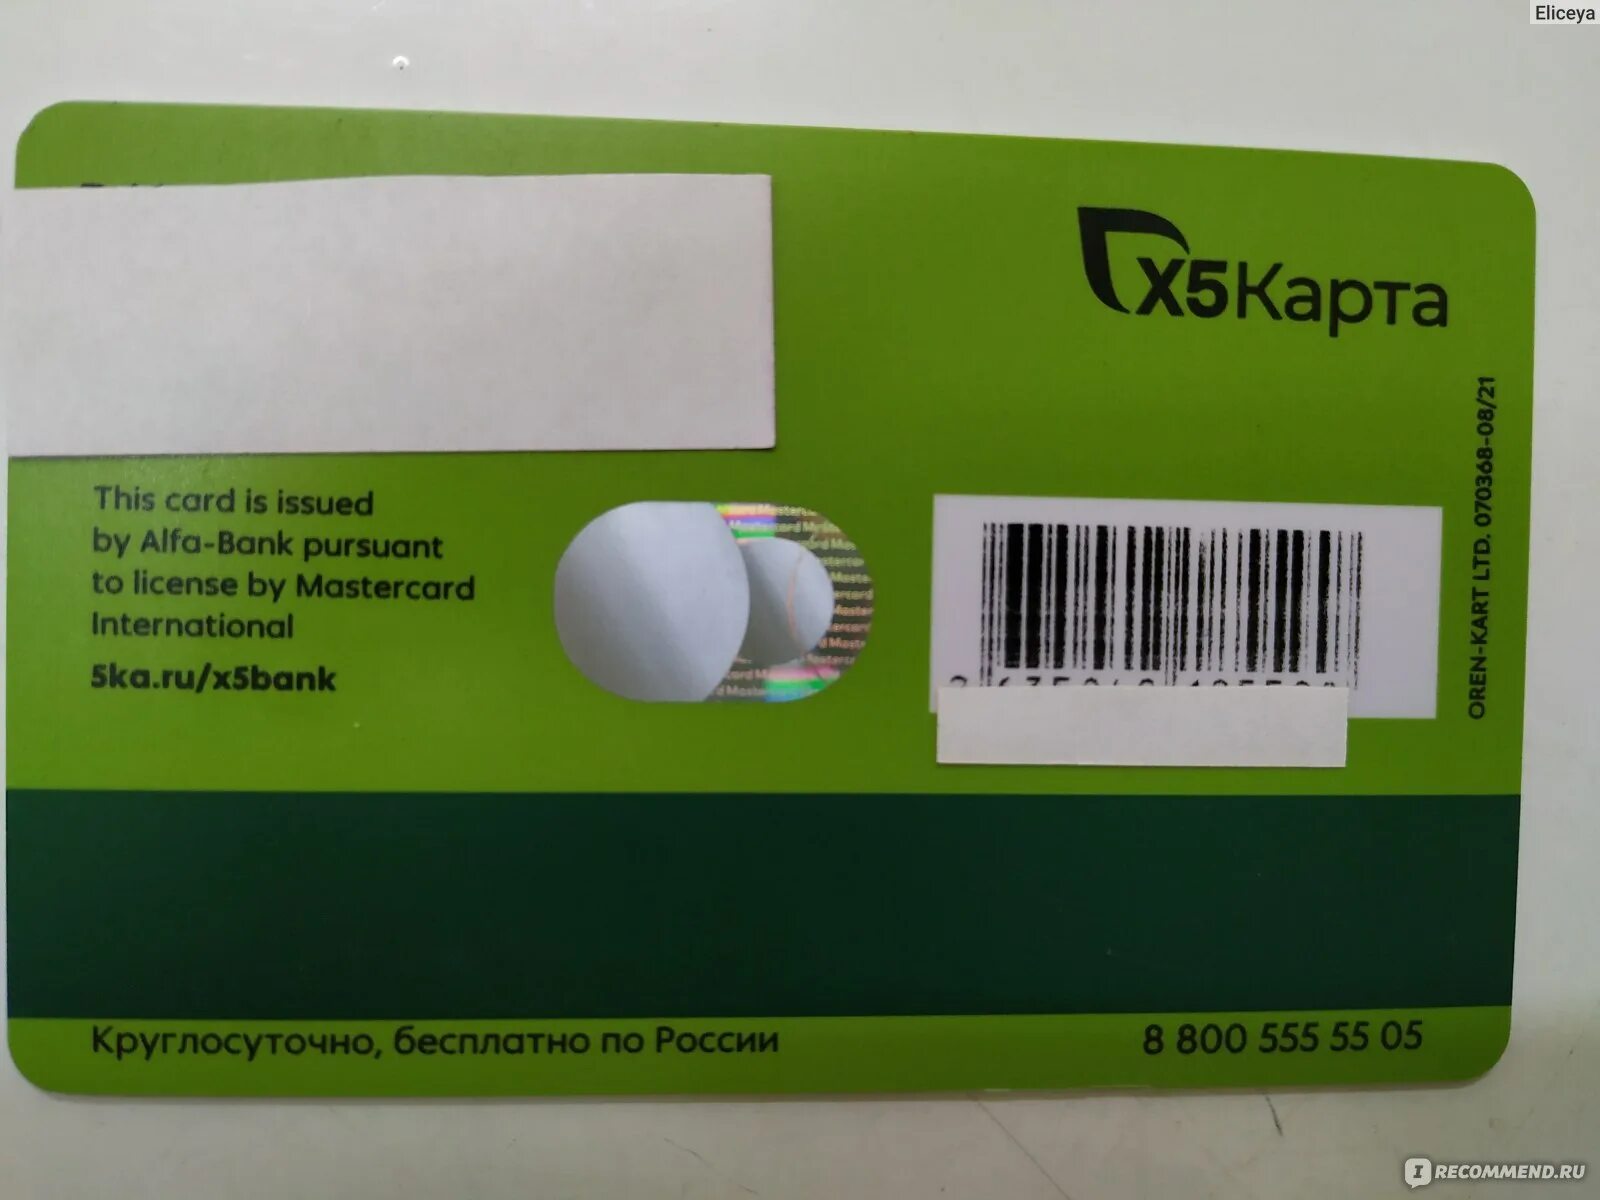 Eliceya
X5Карта
OREN-KART LTD. 070368-08/21
This card is issued
by Alfa-Bank pursuant
to license by Mastercard
International
5ka.ru/x5bank
Круглосуточно, бесплатно по России
8 800 555 55 05
IRECOMMEND.RU